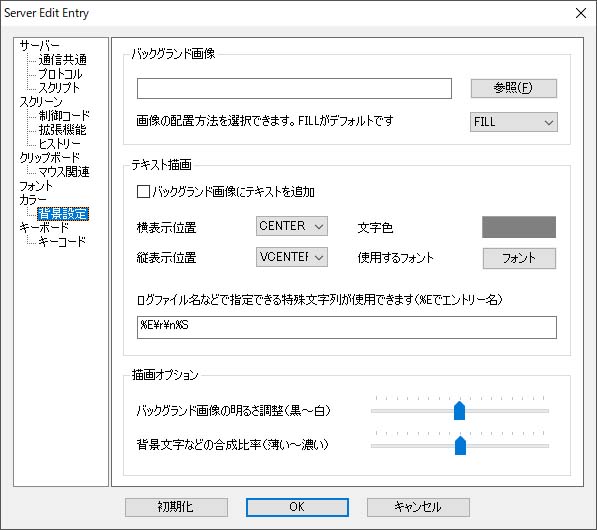 Server Edit Entry
サーバー
通信共通
プロトコル
スクリプト
スクリーン
制御コード
拡張機能
ヒストリー
クリップボード
マウス関連
フォント
カラー
背景設定
キーボード
キーコード
バックグランド画像
参照(F)
画像の配置方法を選択できます。FILLがデフォルトです
FILL
テキスト描画
バックグランド画像にテキストを追加
横表示位置
CENTER
文字色
縦表示位置
VCENTER
使用するフォント
フォント
ログファイル名などで指定できる特殊文字列が使用できます(%Eでエントリー名)
%E¥r¥n%S
描画オプション
バックグランド画像の明るさ調整(黒～白)
背景文字などの合成比率(薄い～濃い)
初期化
OK
キャンセル